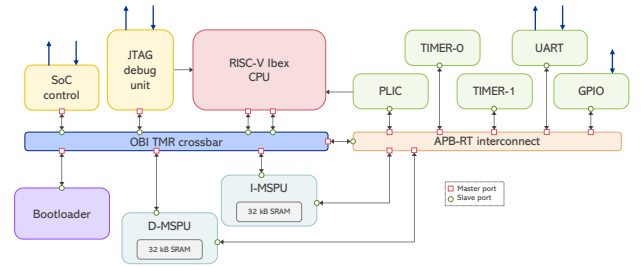 SoC
control
JTAG
debug
unit
RISC-V Ibex
CPU
TIMER-0
UART
PLIC
TIMER-1
GPIO
OBI TMR crossbar
APB-RT interconnect
Bootloader
I-MSPU
32 kB SRAM
D-MSPU
32 kB SRAM
Master port
Slave port